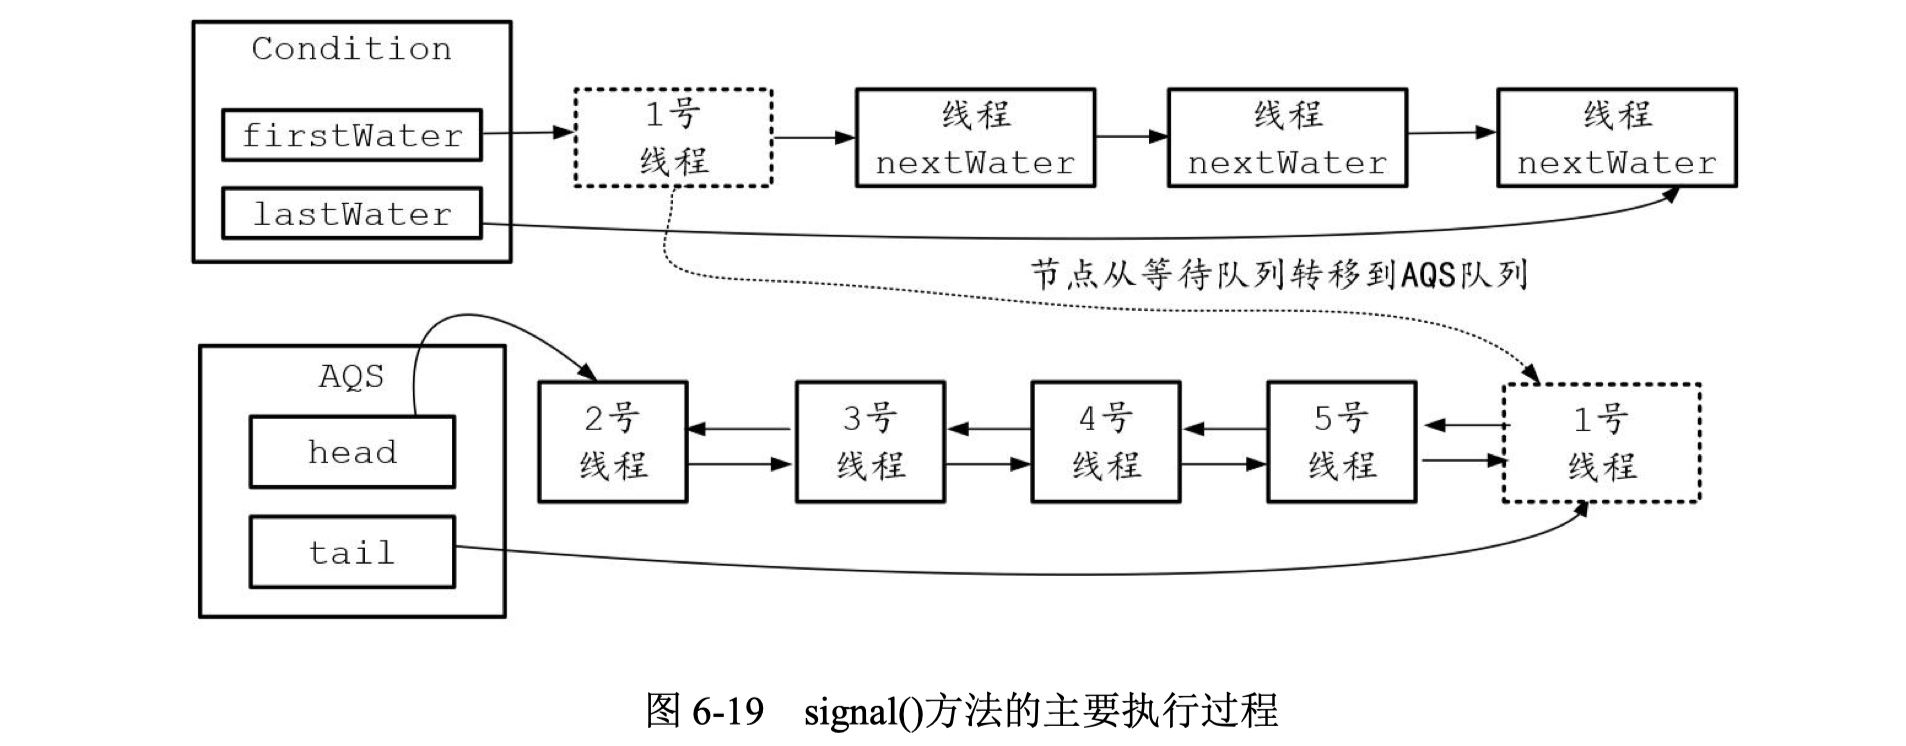 Condition
firstWater
lastWater
1号
线程
线程
nextWater
线程
nextWater
线程
nextWater
节点从等待队列转移到AQS队列
AQS
head
tail
2号
线程
3号
线程
4号
线程
5号
线程
1号
线程
图 6-19 signal()方法的主要执行过程